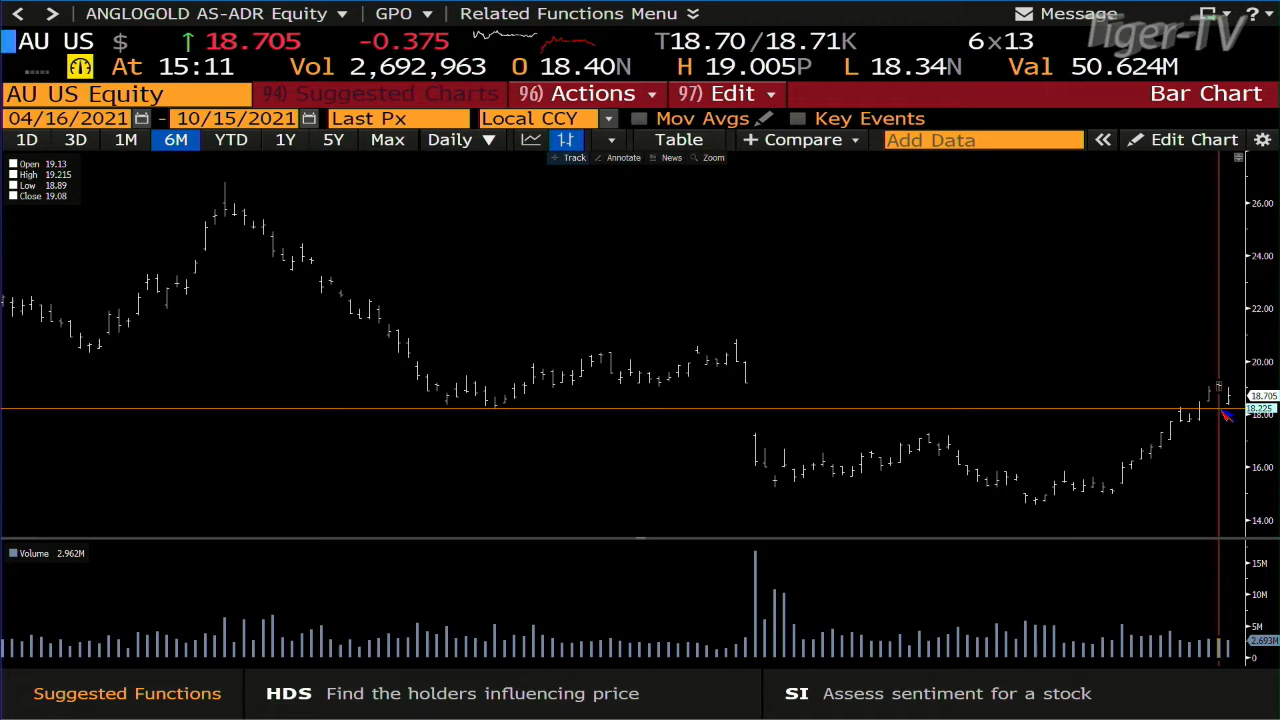 ANGLOGOLD AS-ADR Equity GPO Related Functions Menu Message ?
AU US $ ↑ 18.705 -0.375 T18.70/18.71K 6x13
Tiger-TV
At 15:11 Vol 2,692,963 O 18.40N H 19.005P L 18.34N Val 50.624M
AU US Equity 94) Suggested Charts 96) Actions 97) Edit Bar Chart
04/16/2021 - 10/15/2021 Last Px Local CCY Mov Avgs Key Events
1D 3D 1M 6M YTD 1Y 5Y Max Daily ▼ Table + Compare Add Data « Edit Chart
Track Annotate News Zoom
Open 19.13
High 19.215
Low 18.89
Close 19.08
26.00
24.00
22.00
20.00
18.705
18.225
18.00
16.00
14.00
Volume 2.962M
15M
10M
5M
2.693M
0
Suggested Functions HDS Find the holders influencing price SI Assess sentiment for a stock